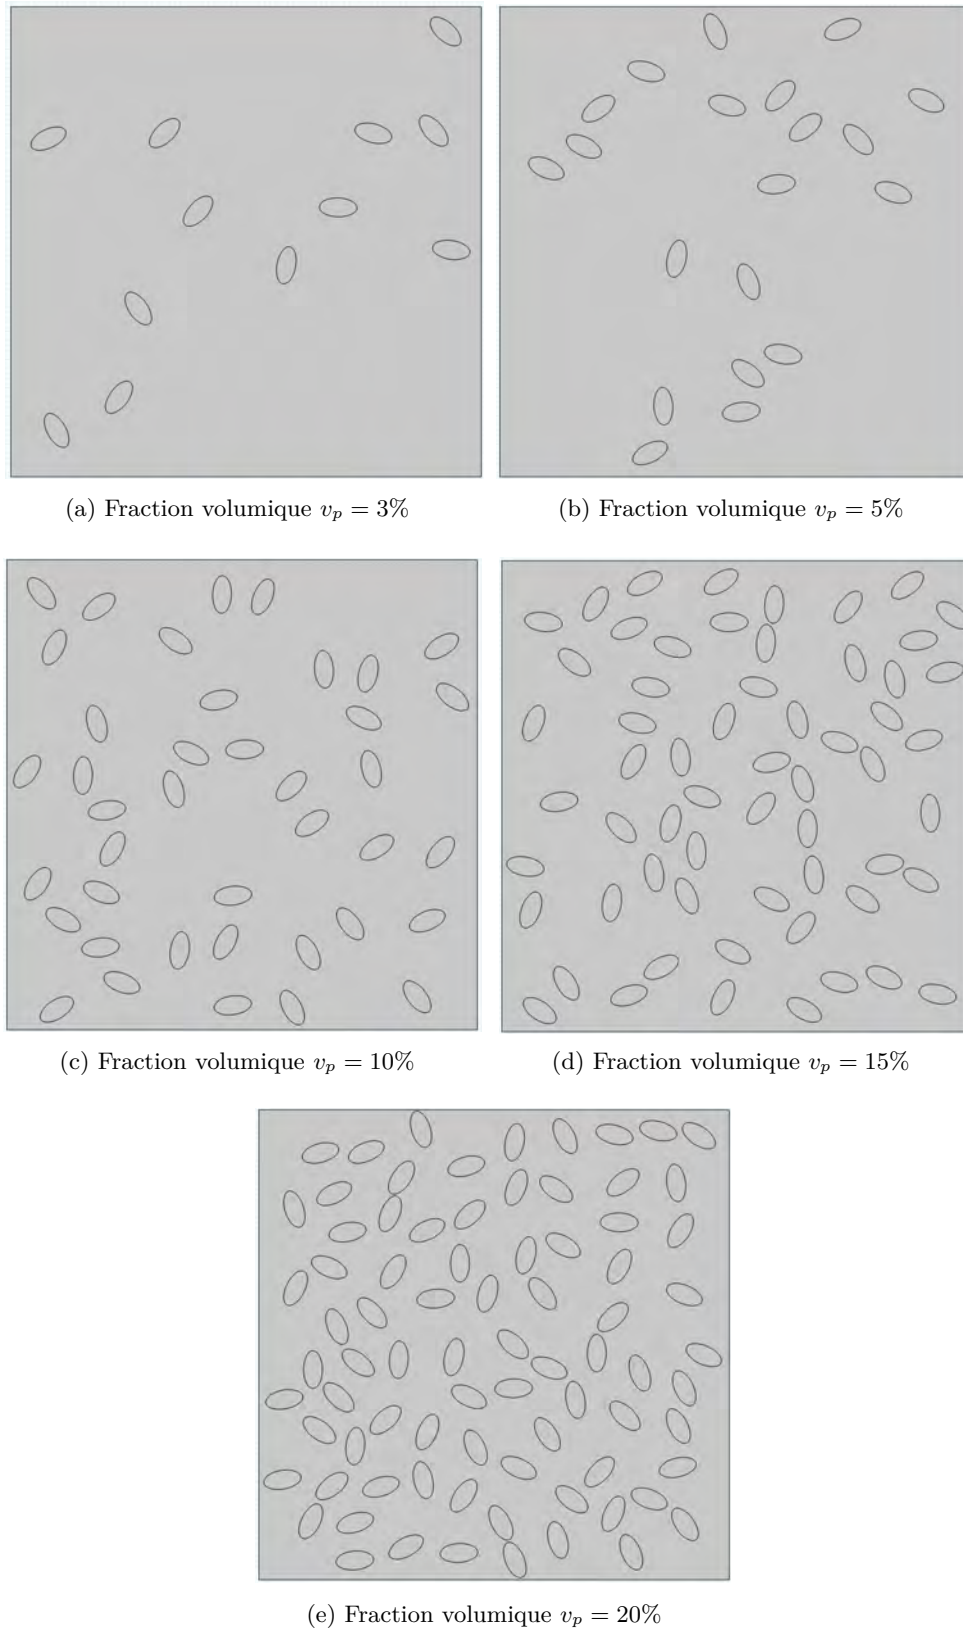 (a) Fraction volumique v_p = 3%
(b) Fraction volumique v_p = 5%
(c) Fraction volumique v_p = 10%
(d) Fraction volumique v_p = 15%
(e) Fraction volumique v_p = 20%